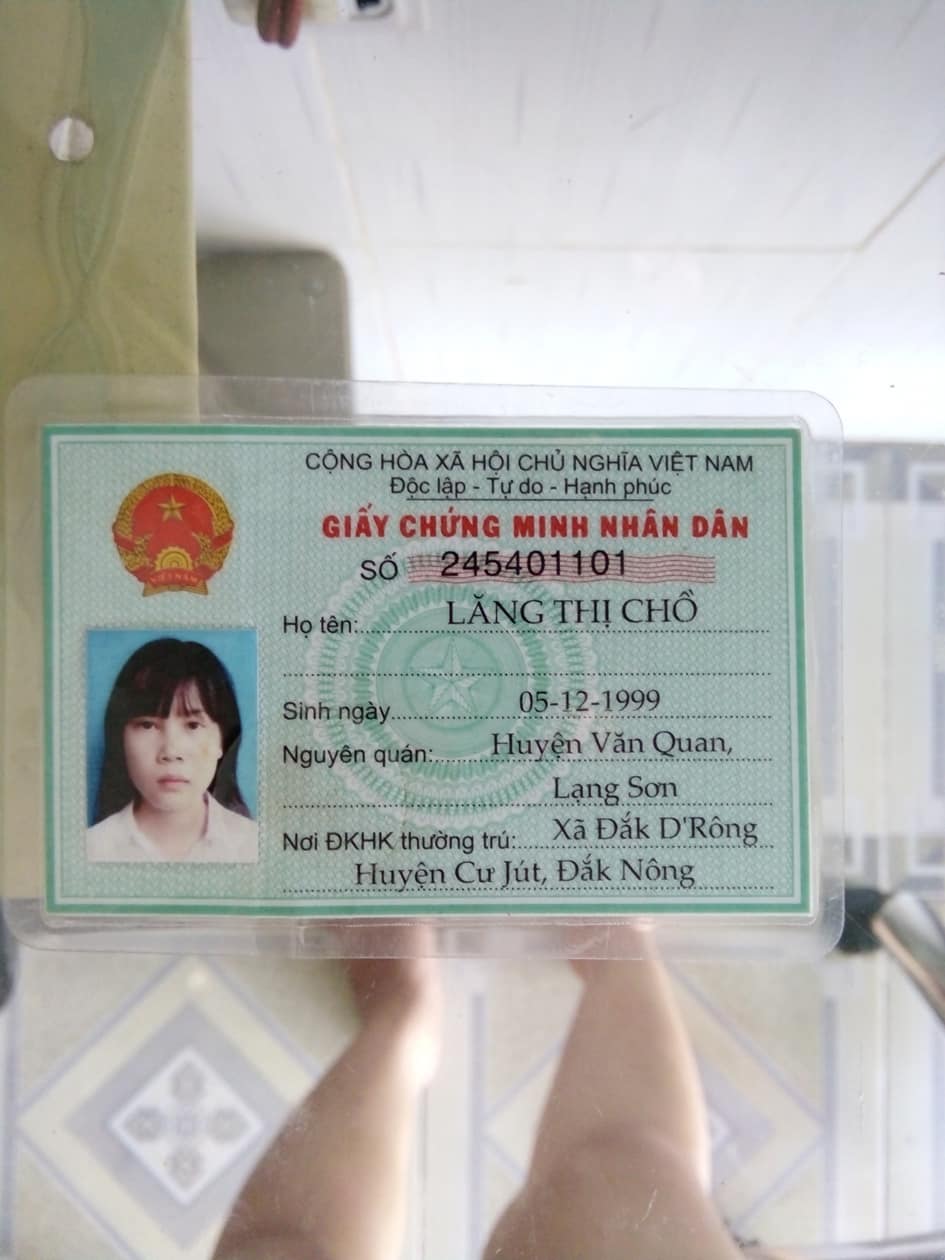 CỘNG HÒA XÃ HỘI CHỦ NGHĨA VIỆT NAM
Độc lập - Tự do - Hạnh phúc
GIẤY CHỨNG MINH NHÂN DÂN
SỐ 245401101
VIỆT NAM
Họ tên: LĂNG THỊ CHỒ
Sinh ngày 05-12-1999
Nguyên quán: Huyện Văn Quan,
Lạng Sơn
Nơi ĐKHK thường trú: Xã Đắk D'Rông
Huyện Cư Jút, Đắk Nông